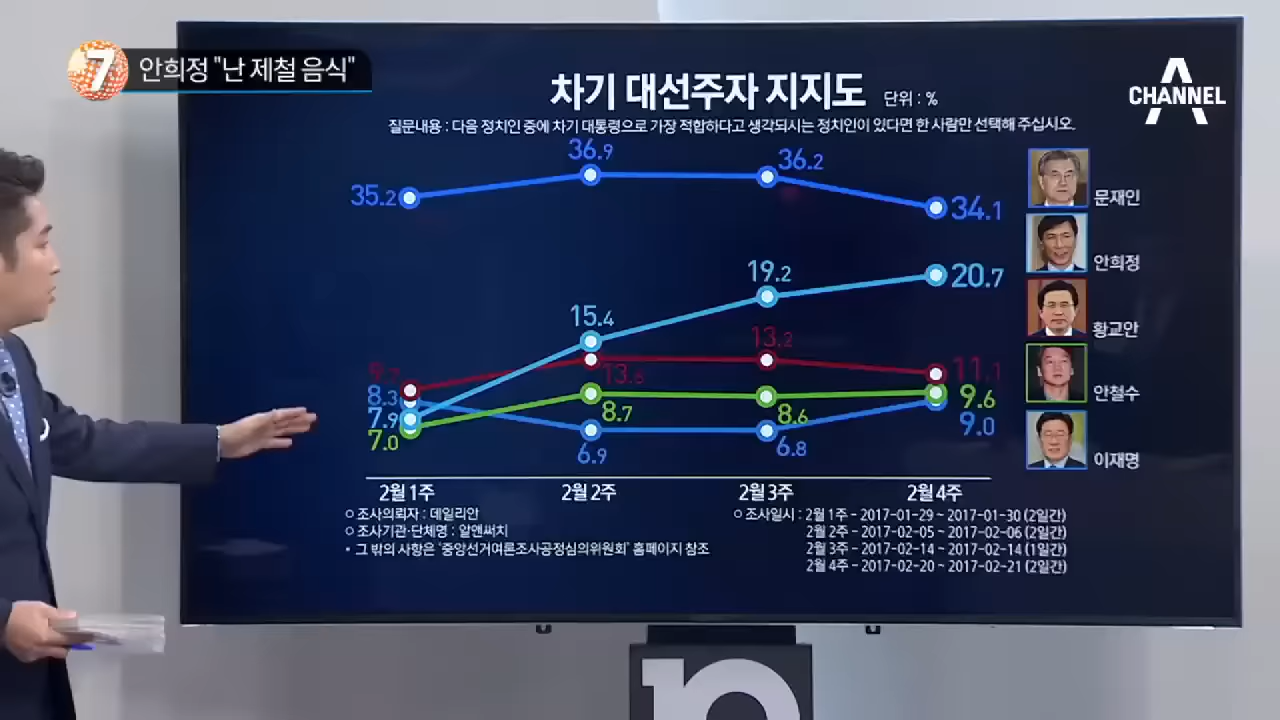 7 안희정 "난 제철 음식"
CHANNEL A
차기 대선주자 지지도 단위 : %
질문내용 : 다음 정치인 중에 차기 대통령으로 가장 적합하다고 생각되시는 정치인이 있다면 한 사람만 선택해 주십시오.
35.2 36.9 36.2 34.1
문재인
15.4 19.2 20.7
안희정
13.6 13.2 11.1
황교안
8.3
7.9
7.0
8.7 8.6 9.6
안철수
6.9 6.8 9.0
이재명
2월 1주 2월 2주 2월 3주 2월 4주
조사의뢰자 : 데일리안
조사기관·단체명 : 알앤써치
그 밖의 사항은 '중앙선거여론조사공정심의위원회' 홈페이지 참조
조사일시 : 2월 1주 - 2017-01-29 ~ 2017-01-30 (2일간)
2월 2주 - 2017-02-05 ~ 2017-02-06 (2일간)
2월 3주 - 2017-02-14 ~ 2017-02-14 (1일간)
2월 4주 - 2017-02-20 ~ 2017-02-21 (2일간)